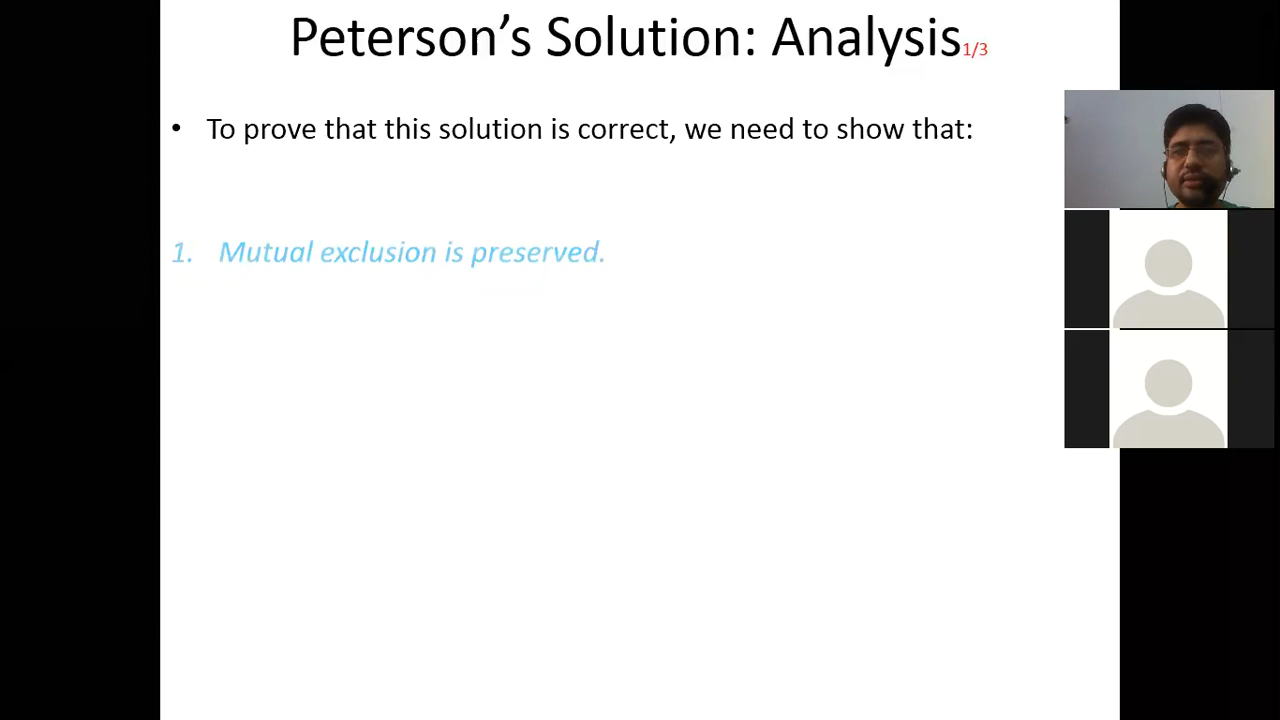 Peterson’s Solution: Analysis1/3
• To prove that this solution is correct, we need to show that:
1. Mutual exclusion is preserved.